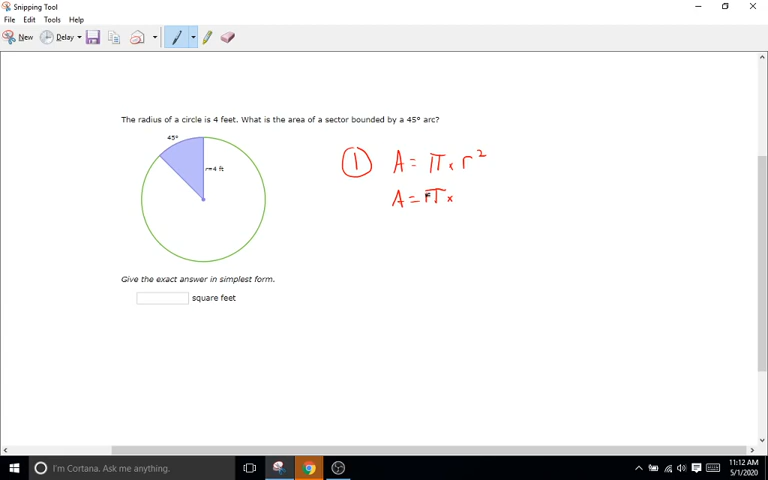 Snipping Tool
File Edit Tools Help
New Delay
The radius of a circle is 4 feet. What is the area of a sector bounded by a 45° arc?
45°
r=4 ft
① A = π × r²
A = π ×
Give the exact answer in simplest form.
square feet
I'm Cortana. Ask me anything.
11:12 AM
5/1/2020